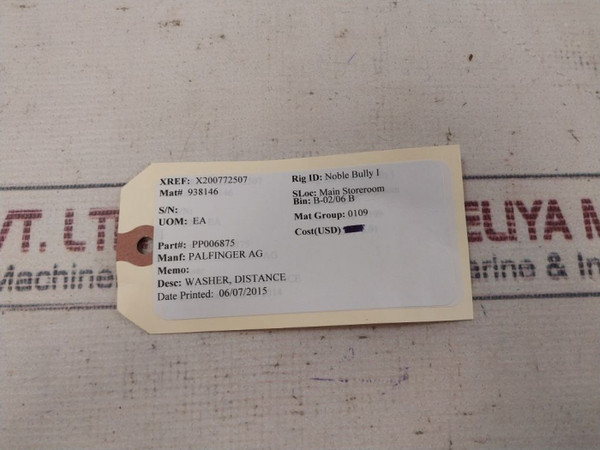 XREF: X200772507
Mat# 938146
S/N:
UOM: EA
Part#: PP006875
Manf: PALFINGER AG
Memo:
Desc: WASHER, DISTANCE
Date Printed: 06/07/2015
Rig ID: Noble Bully I
SLoc: Main Storeroom
Bin: B-02/06 B
Mat Group: 0109
Cost(USD)
VT. LT ELIYA M
Machine arine & In